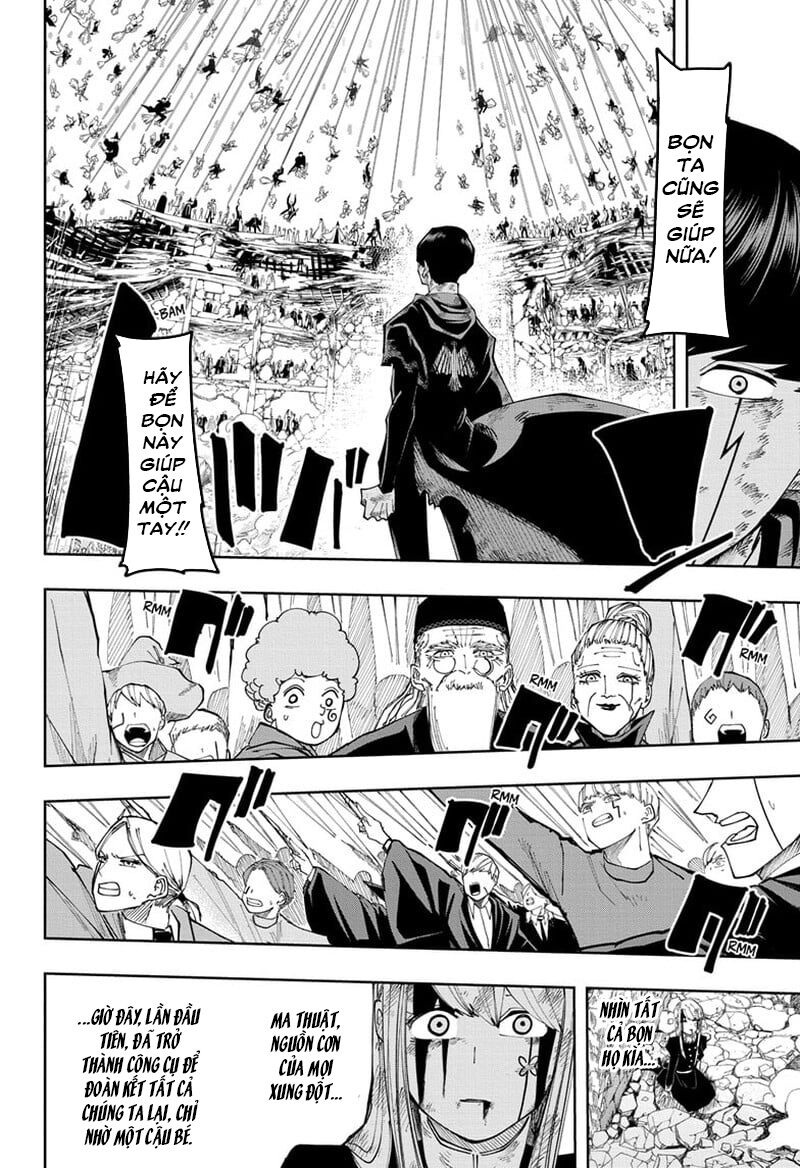 BỌN
TA
CŨNG
SẼ
GIÚP
NỮA!
BAM
HÃY
ĐỂ
BỌN
NÀY
GIÚP
CẬU
MỘT
TAY!!
RMM
RMM
RMM
RMM
RMM
RMM
NHÌN TẤT
CẢ BỌN
HỌ KÌA...
MA THUẬT,
NGUỒN CƠN
CỦA MỌI
XUNG ĐỘT...
...GIỜ ĐÂY, LẦN ĐẦU
TIÊN, ĐÃ TRỞ
THÀNH CÔNG CỤ ĐỂ
ĐOÀN KẾT TẤT CẢ
CHÚNG TA LẠI, CHỈ
NHỜ MỘT CẬU BÉ.